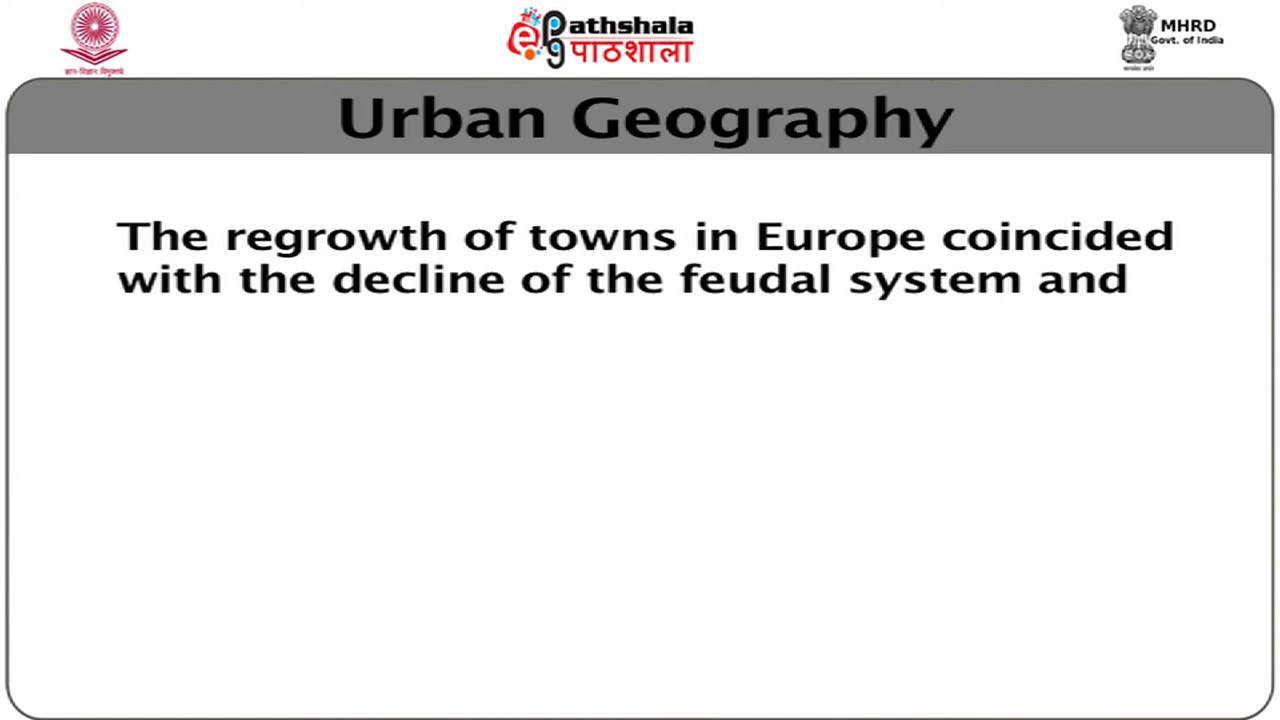 ePathshala
पाठशाला
MHRD
Govt. of India
Urban Geography
The regrowth of towns in Europe coincided
with the decline of the feudal system and